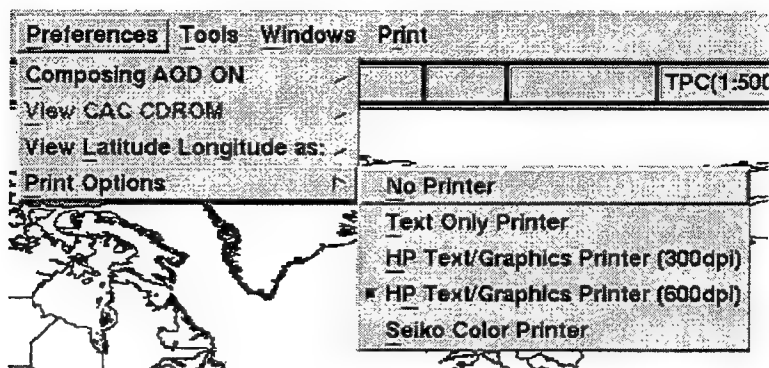 Preferences Tools Windows Print
Composing AOD ON
View CAC CDROM
View Latitude Longitude as:
Print Options
TPC(1:500
No Printer
Text Only Printer
HP Text/Graphics Printer (300dpi)
HP Text/Graphics Printer (600dpi)
Seiko Color Printer